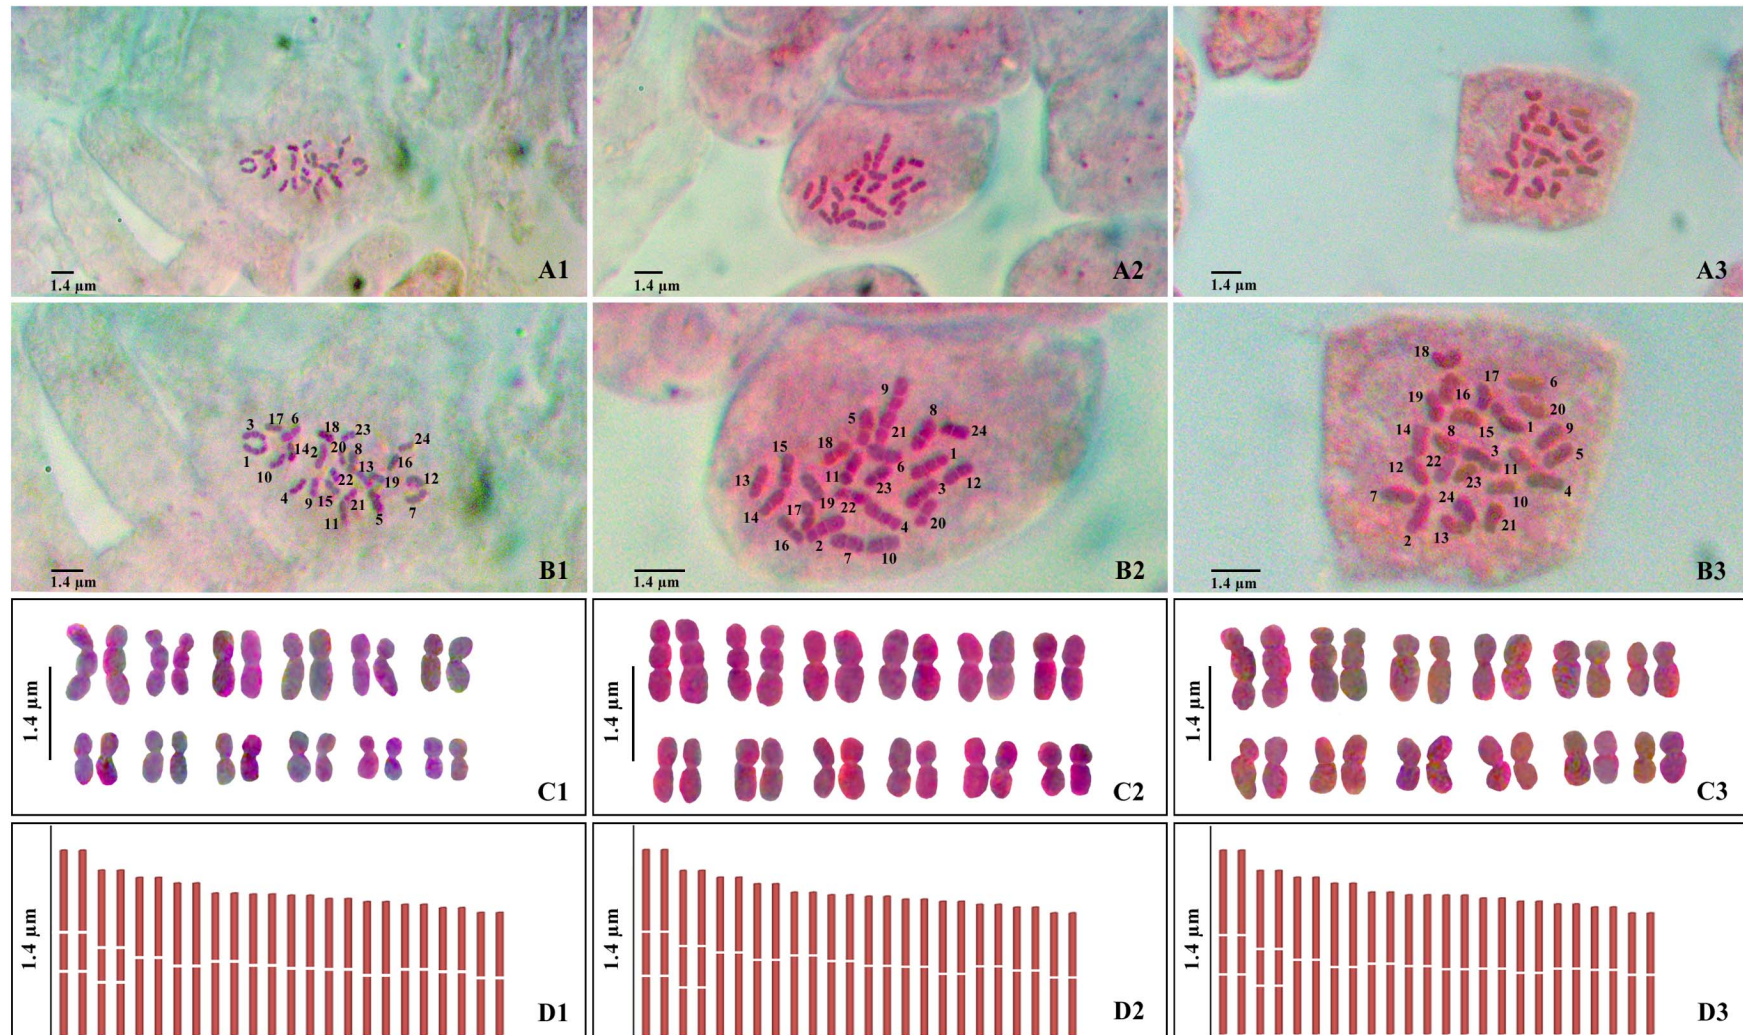 1.4 µm A1
1.4 µm A2
1.4 µm A3
3 17 6 18 23 24
14 2 20 8 16
1 10 13 12
4 9 15 22 19 7
11 21 5
1.4 µm B1
9
5 8
21 24
15 18 1
6 12
13 11 23 3
14 19 22 20
17 4
16 2 7 10
1.4 µm B2
18
17 6
19 16 20
14 8 15 1 9
12 22 3 11 5
7 23 4
24 10
2 13 21
1.4 µm B3
1.4 µm C1
1.4 µm C2
1.4 µm C3
1.4 µm D1
1.4 µm D2
1.4 µm D3